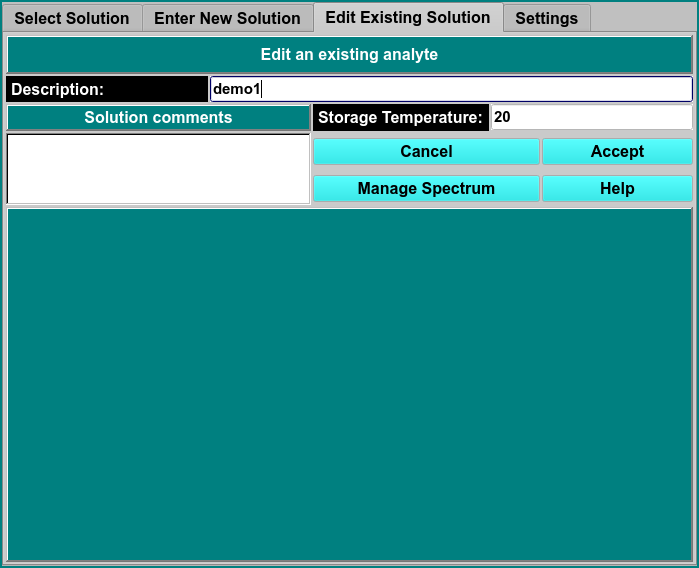 Select Solution Enter New Solution Edit Existing Solution Settings
Edit an existing analyte
Description: demo1
Solution comments Storage Temperature: 20
Cancel Accept
Manage Spectrum Help